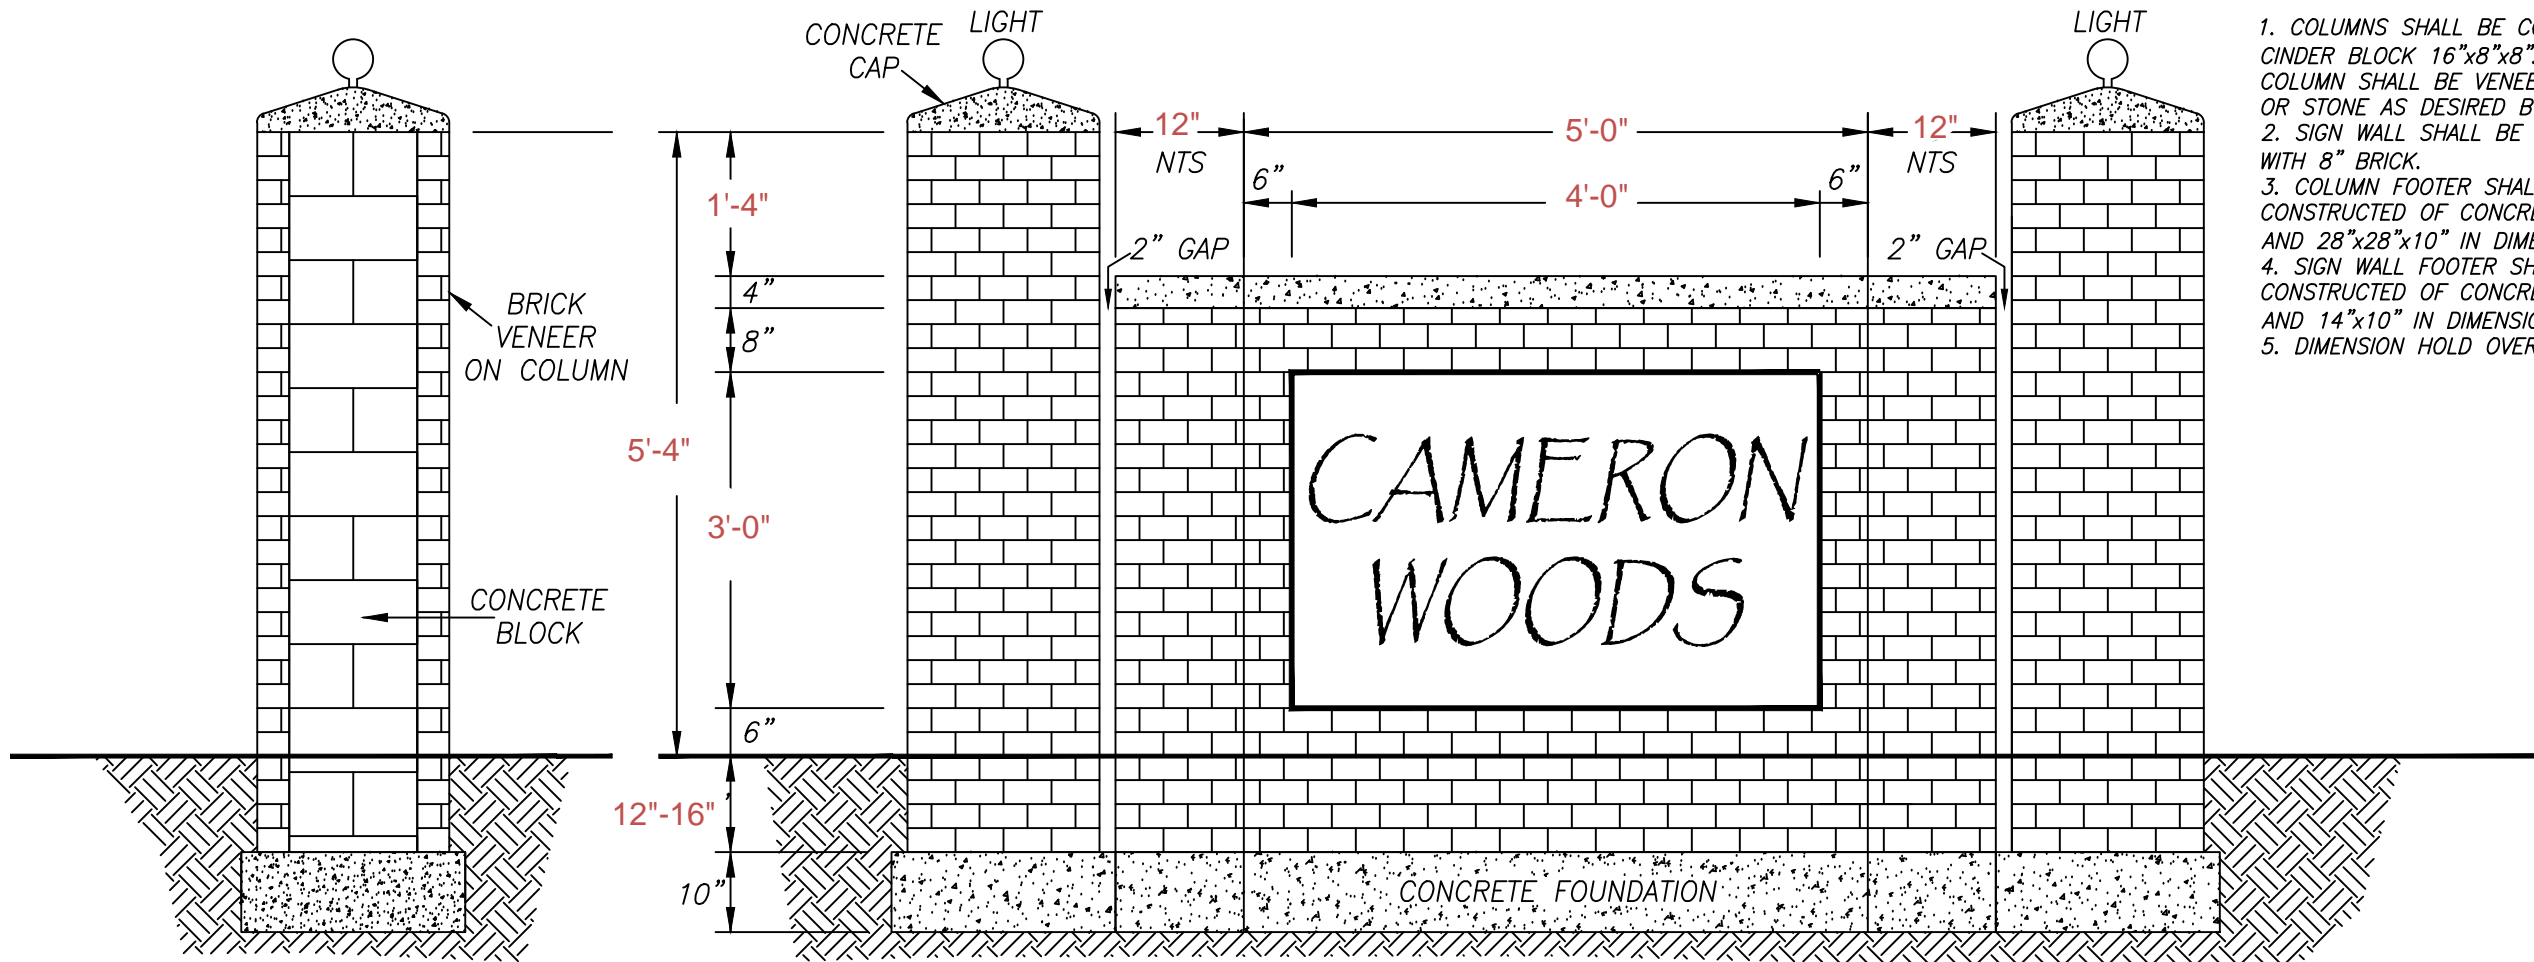 LIGHT
CONCRETE
CAP
LIGHT
12"
NTS
5'-0"
12"
NTS
6"
4'-0"
6"
2" GAP
2" GAP
1'-4"
4"
8"
5'-4"
3'-0"
6"
12"-16"
10"
BRICK
VENEER
ON COLUMN
CONCRETE
BLOCK
CAMERON
WOODS
CONCRETE FOUNDATION
1. COLUMNS SHALL BE
CINDER BLOCK 16"x8"x8"
COLUMN SHALL BE
OR STONE AS DESIRED
2. SIGN WALL SHALL BE
WITH 8" BRICK.
3. COLUMN FOOTER
CONSTRUCTED OF
AND 28"x28"x10" IN
4. SIGN WALL FOOTER
CONSTRUCTED OF
AND 14"x10" IN
5. DIMENSION HOLD